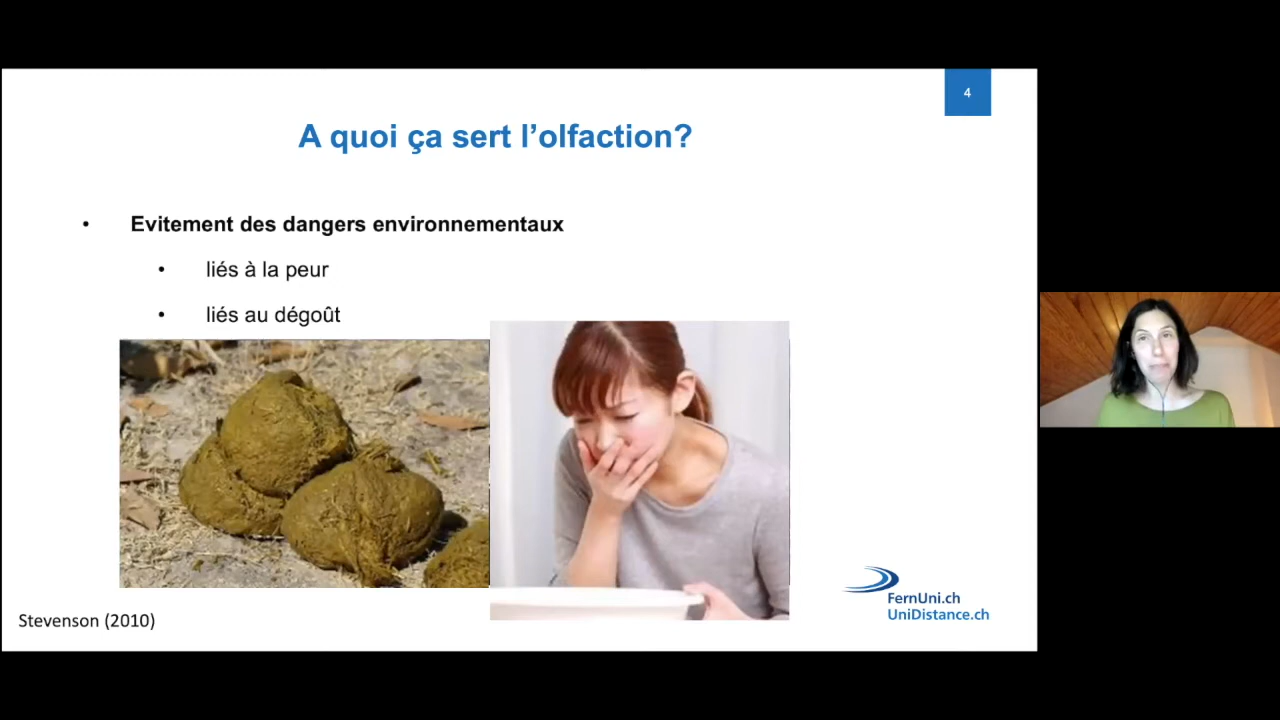 4
A quoi ça sert l’olfaction?
• Evitement des dangers environnementaux
• liés à la peur
• liés au dégoût
Stevenson (2010)
FernUni.ch
UniDistance.ch